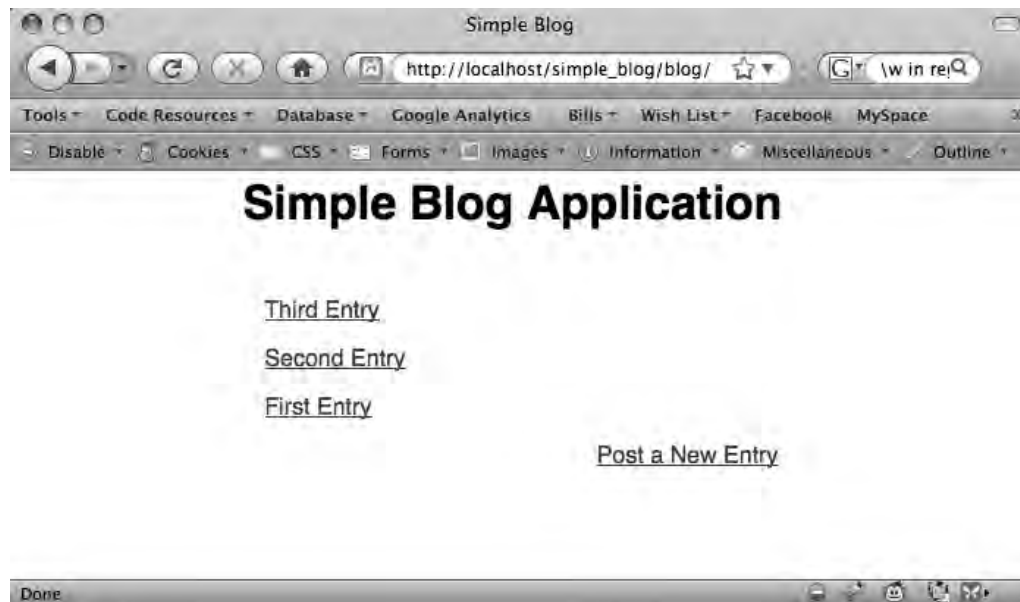 Simple Blog
http://localhost/simple_blog/blog/
G
\w in re
Tools Code Resources Database Google Analytics Bills Wish List Facebook MySpace
Disable Cookies CSS Forms Images Information Miscellaneous Outline
Simple Blog Application
Third Entry
Second Entry
First Entry
Post a New Entry
Done